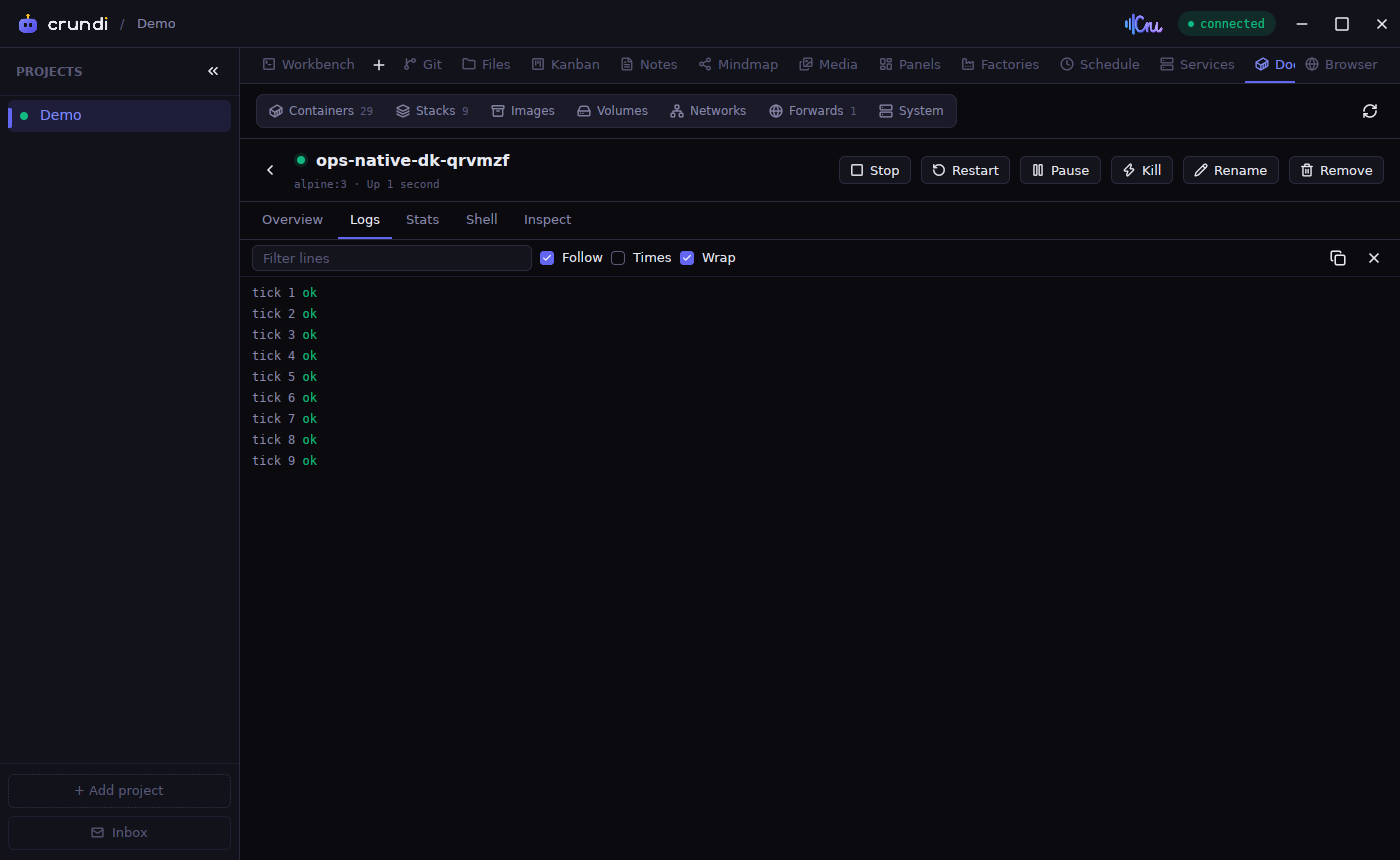 crundi / Demo
Cru
connected
PROJECTS
Workbench + Git Files Kanban Notes Mindmap Media Panels Factories Schedule Services Doc Browser
Demo
Containers 29 Stacks 9 Images Volumes Networks Forwards 1 System
ops-native-dk-qrvmzf
alpine:3 · Up 1 second
Stop Restart Pause Kill Rename Remove
Overview Logs Stats Shell Inspect
Filter lines Follow Times Wrap
tick 1 ok
tick 2 ok
tick 3 ok
tick 4 ok
tick 5 ok
tick 6 ok
tick 7 ok
tick 8 ok
tick 9 ok
+ Add project
Inbox